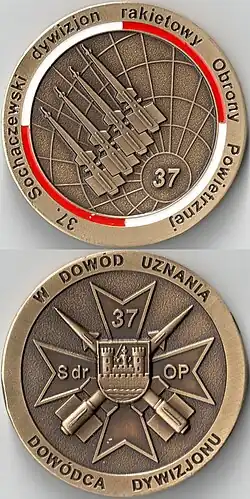 37. Sochaczewski dywizjon rakietowy Obrony Powietrznej
37
W DOWÓD UZNANIA
37
Sdr OP
DOWÓDCA DYWIZJONU